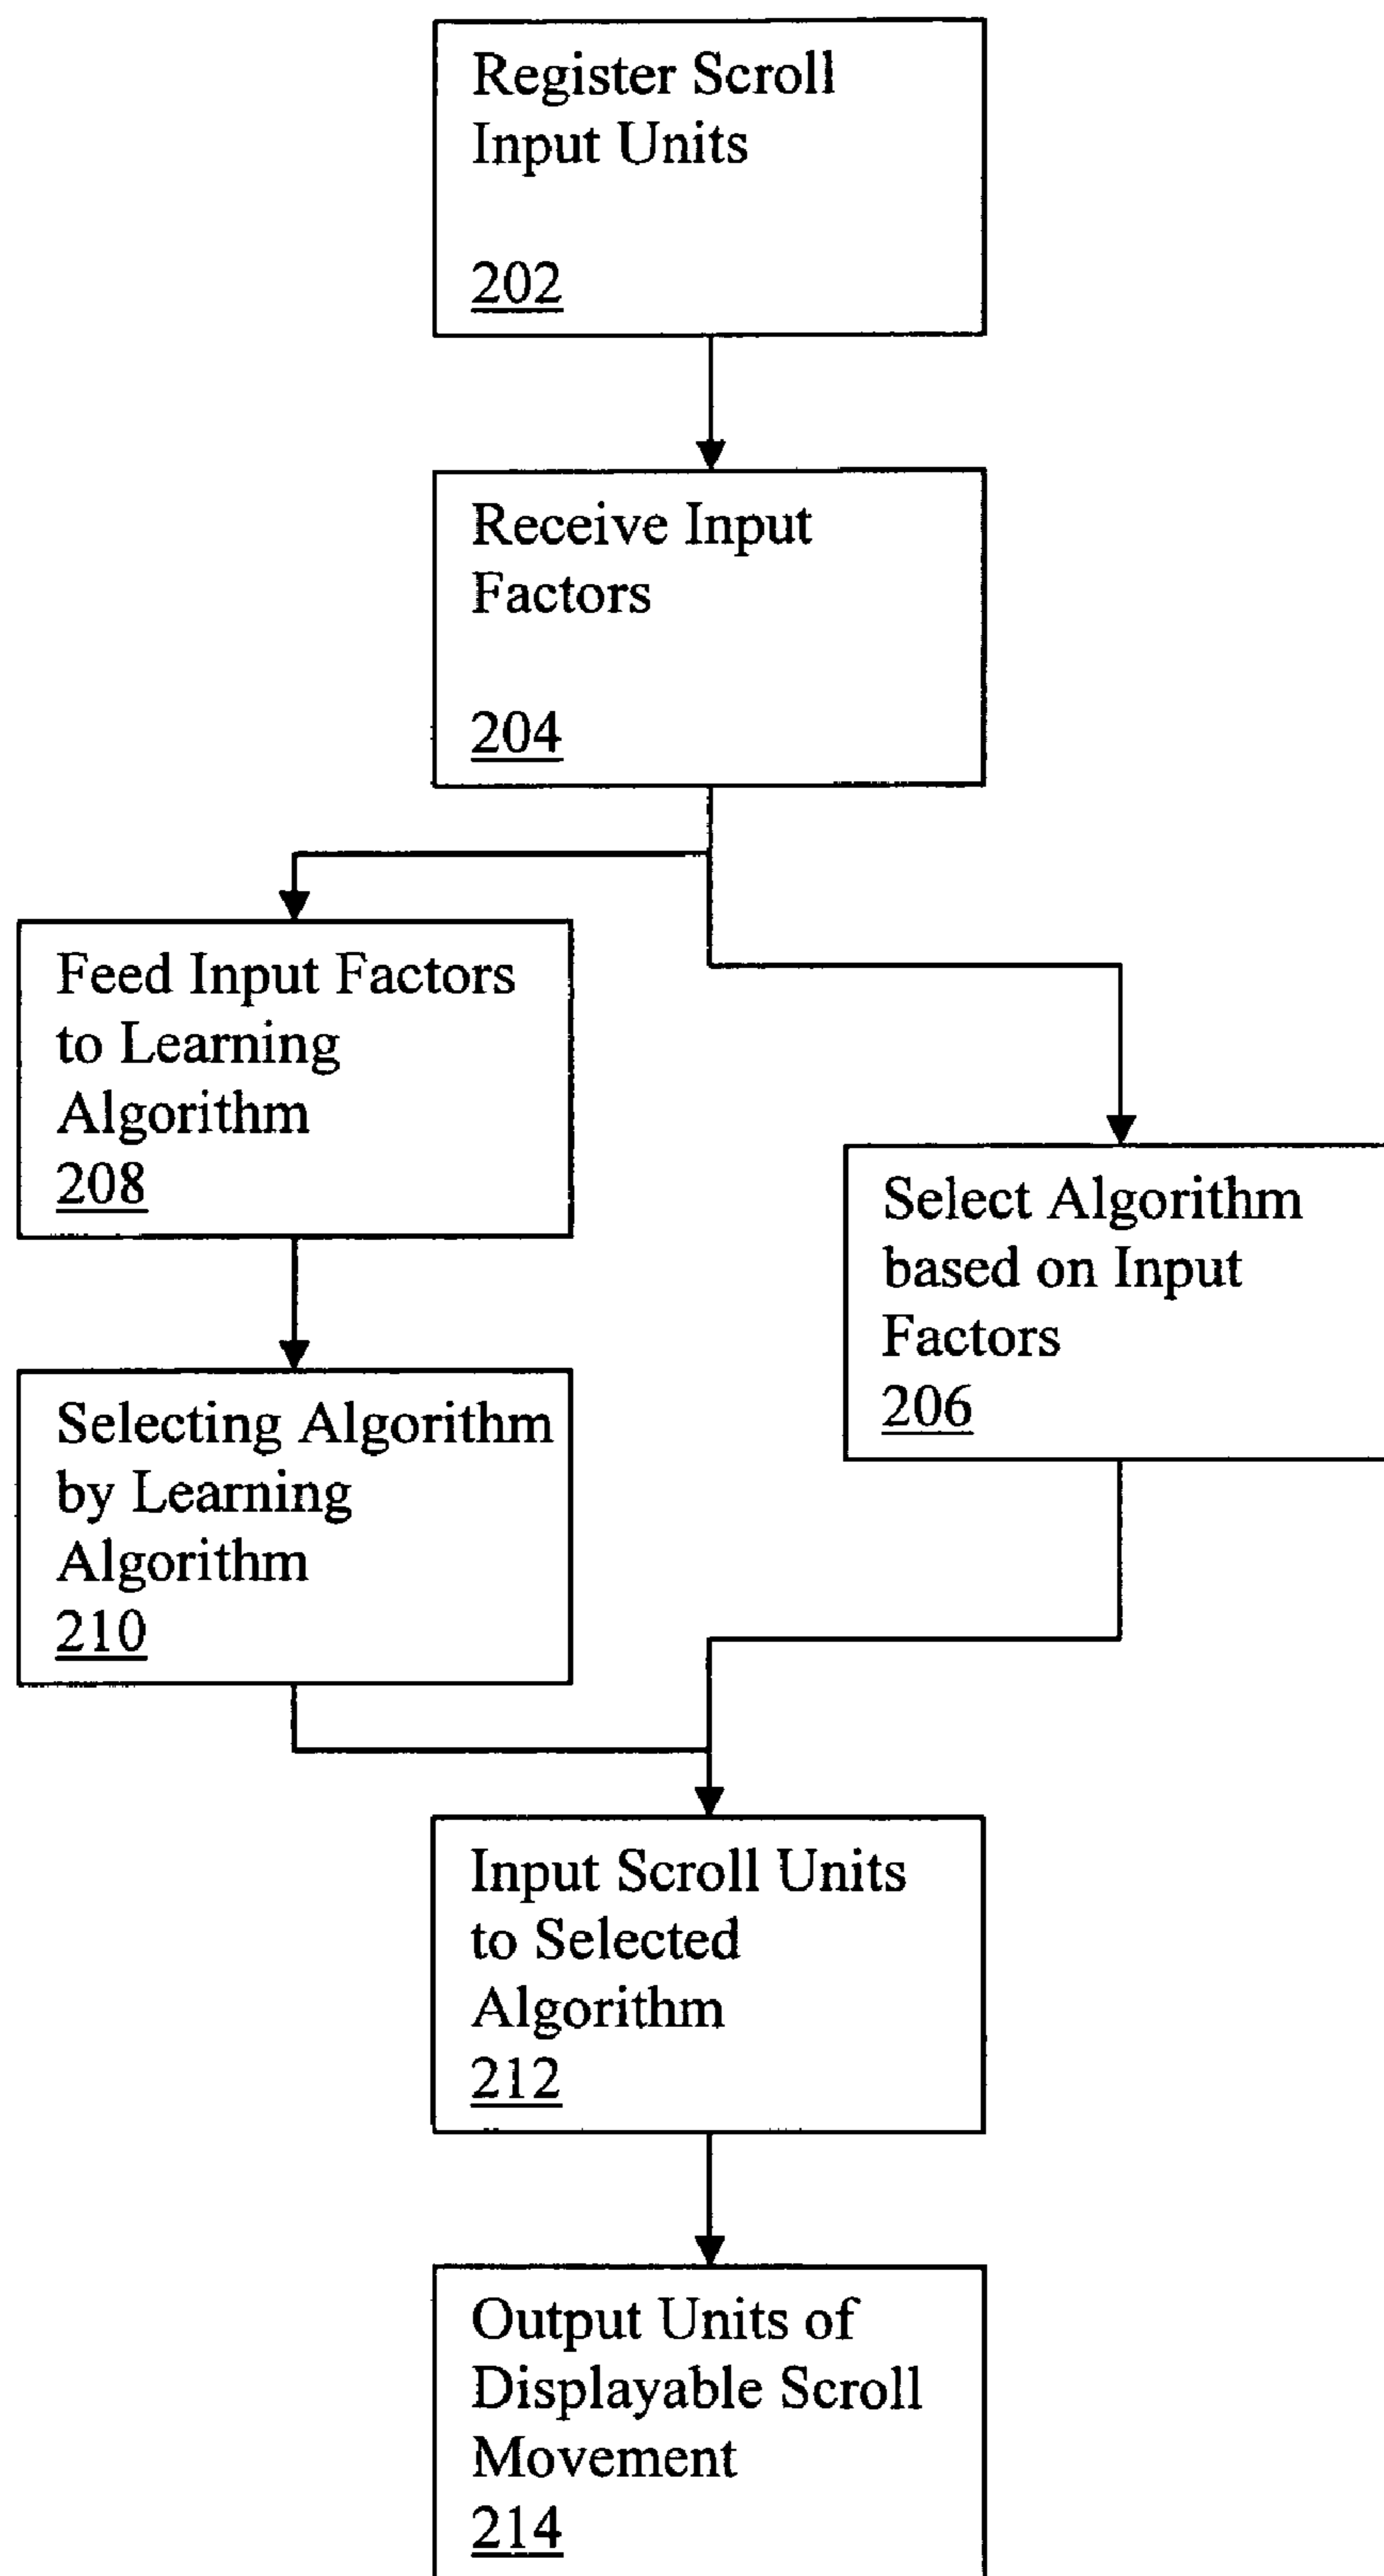 Register Scroll
Input Units
202
Receive Input
Factors
204
Feed Input Factors
to Learning
Algorithm
208
Select Algorithm
based on Input
Factors
206
Selecting Algorithm
by Learning
Algorithm
210
Input Scroll Units
to Selected
Algorithm
212
Output Units of
Displayable Scroll
Movement
214